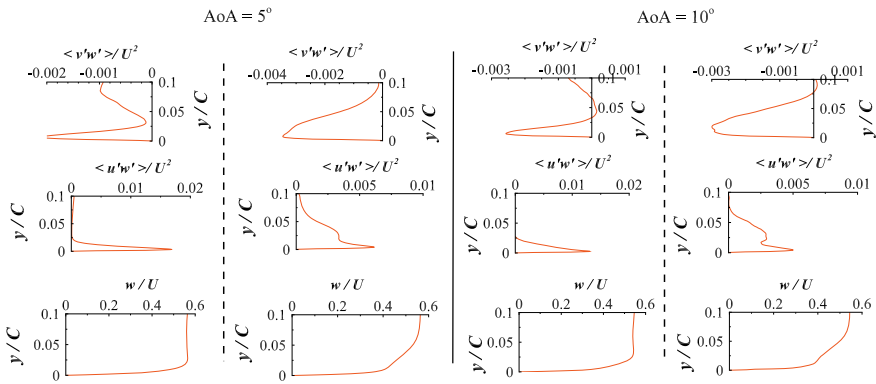 AoA = 5° AoA = 10°
< v'w' >/ U² < v'w' >/ U² < v'w' >/ U² < v'w' >/ U²
-0.002 -0.001 0 -0.004 -0.002 0 -0.003 -0.001 0.001 -0.003 -0.001 0.001
0.1 0.1 0.1 0.1
0.05 0.05 0.05 0.05
0 0 0 0
y / C y / C y / C y / C
< u'w' >/ U² < u'w' >/ U² < u'w' >/ U² < u'w' >/ U²
0 0.01 0.02 0 0.005 0.01 0 0.01 0.02 0 0.005 0.01
0.1 0.1 0.1 0.1
0.05 0.05 0.05 0.05
0 0 0 0
y / C y / C y / C y / C
w / U w / U w / U w / U
0 0.2 0.4 0.6 0 0.2 0.4 0.6 0 0.2 0.4 0.6 0 0.2 0.4 0.6
0.1 0.1 0.1 0.1
0.05 0.05 0.05 0.05
0 0 0 0
y / C y / C y / C y / C